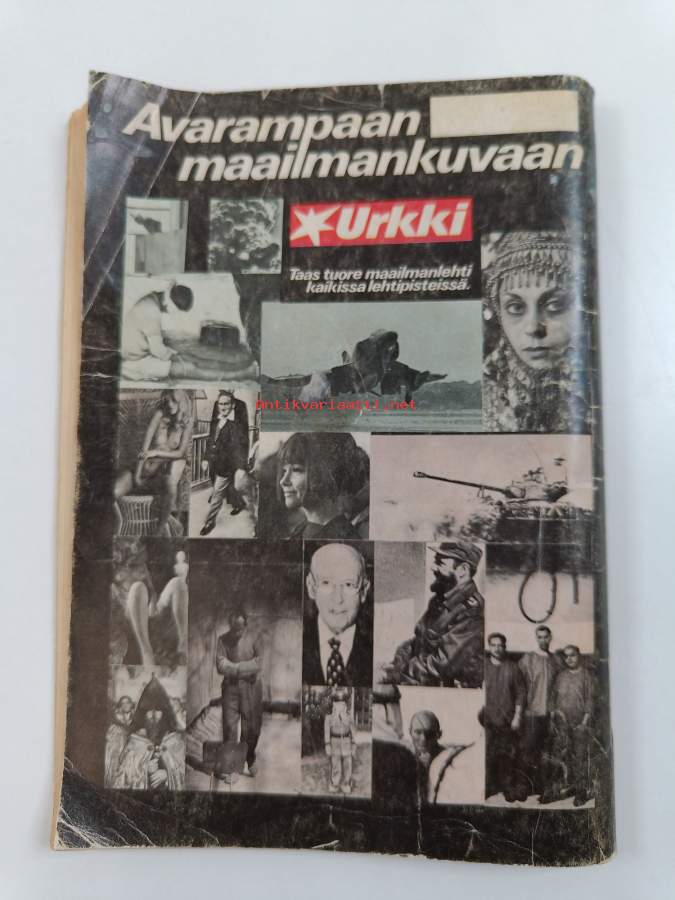 Avarampaan
maailmankuvaan
Urkki
Taas tuore maailmanlehti
kaikissa lehtipisteissä.
Antikvariaatti.net